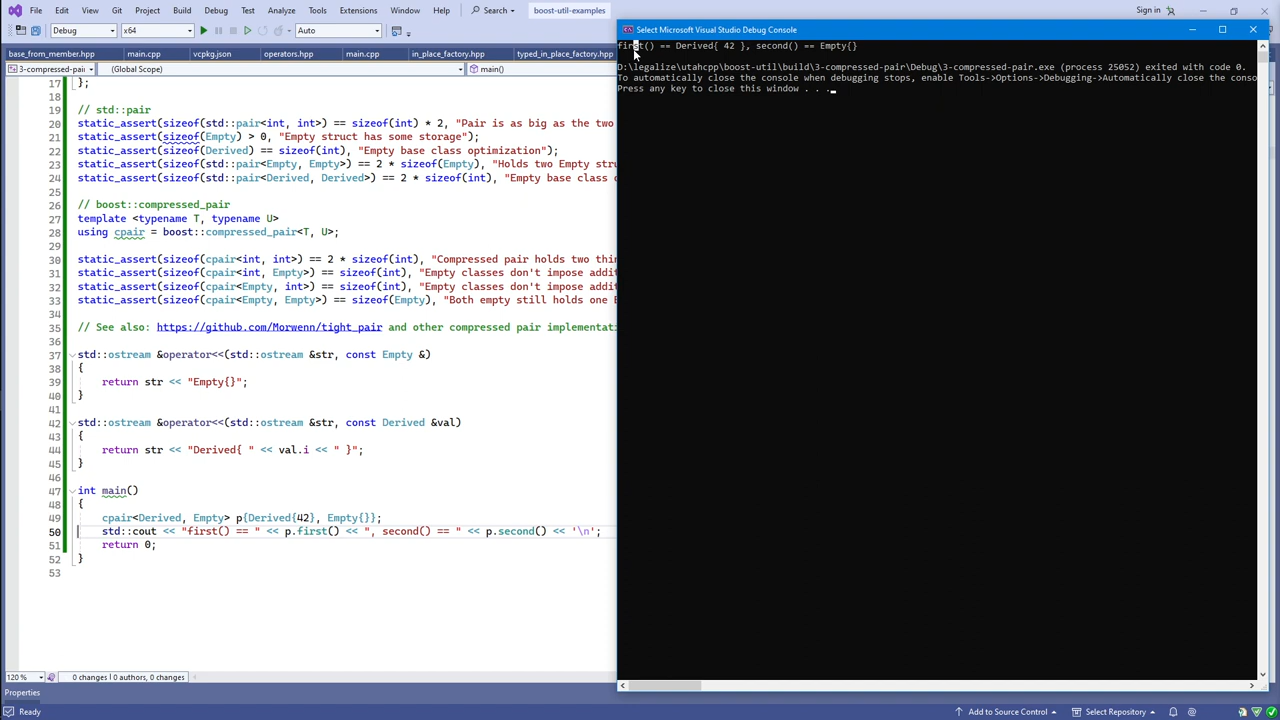 File Edit View Git Project Build Debug Test Analyze Tools Extensions Window Help Search boost-util-examples Sign in
Debug x64 Auto
base_from_member.hpp main.cpp vcpkg.json operators.hpp main.cpp in_place_factory.hpp typed_in_place_factory.hpp
3-compressed-pair (Global Scope) main()
17 };
18
19 // std::pair
20 static_assert(sizeof(std::pair<int, int>) == sizeof(int) * 2, "Pair is as big as the two
21 static_assert(sizeof(Empty) > 0, "Empty struct has some storage");
22 static_assert(sizeof(Derived) == sizeof(int), "Empty base class optimization");
23 static_assert(sizeof(std::pair<Empty, Empty>) == 2 * sizeof(Empty), "Holds two Empty stru
24 static_assert(sizeof(std::pair<Derived, Derived>) == 2 * sizeof(int), "Empty base class
25
26 // boost::compressed_pair
27 template <typename T, typename U>
28 using cpair = boost::compressed_pair<T, U>;
29
30 static_assert(sizeof(cpair<int, int>) == 2 * sizeof(int), "Compressed pair holds two thin
31 static_assert(sizeof(cpair<int, Empty>) == sizeof(int), "Empty classes don't impose addit
32 static_assert(sizeof(cpair<Empty, int>) == sizeof(int), "Empty classes don't impose addit
33 static_assert(sizeof(cpair<Empty, Empty>) == sizeof(Empty), "Both empty still holds one
34
35 // See also: https://github.com/Morwenn/tight_pair and other compressed pair implementati
36
37 std::ostream &operator<<(std::ostream &str, const Empty &)
38 {
39 return str << "Empty{}";
40 }
41
42 std::ostream &operator<<(std::ostream &str, const Derived &val)
43 {
44 return str << "Derived{ " << val.i << " }";
45 }
46
47 int main()
48 {
49 cpair<Derived, Empty> p{Derived{42}, Empty{}};
50 std::cout << "first() == " << p.first() << ", second() == " << p.second() << '\n';
51 return 0;
52 }
53
120 % 0 changes | 0 authors, 0 changes
Properties
Ready Add to Source Control Select Repository
Select Microsoft Visual Studio Debug Console
first() == Derived{ 42 }, second() == Empty{}
D:\legalize\utahcpp\boost-util\build\3-compressed-pair\Debug\3-compressed-pair.exe (process 25052) exited with code 0.
To automatically close the console when debugging stops, enable Tools->Options->Debugging->Automatically close the conso
Press any key to close this window . . .